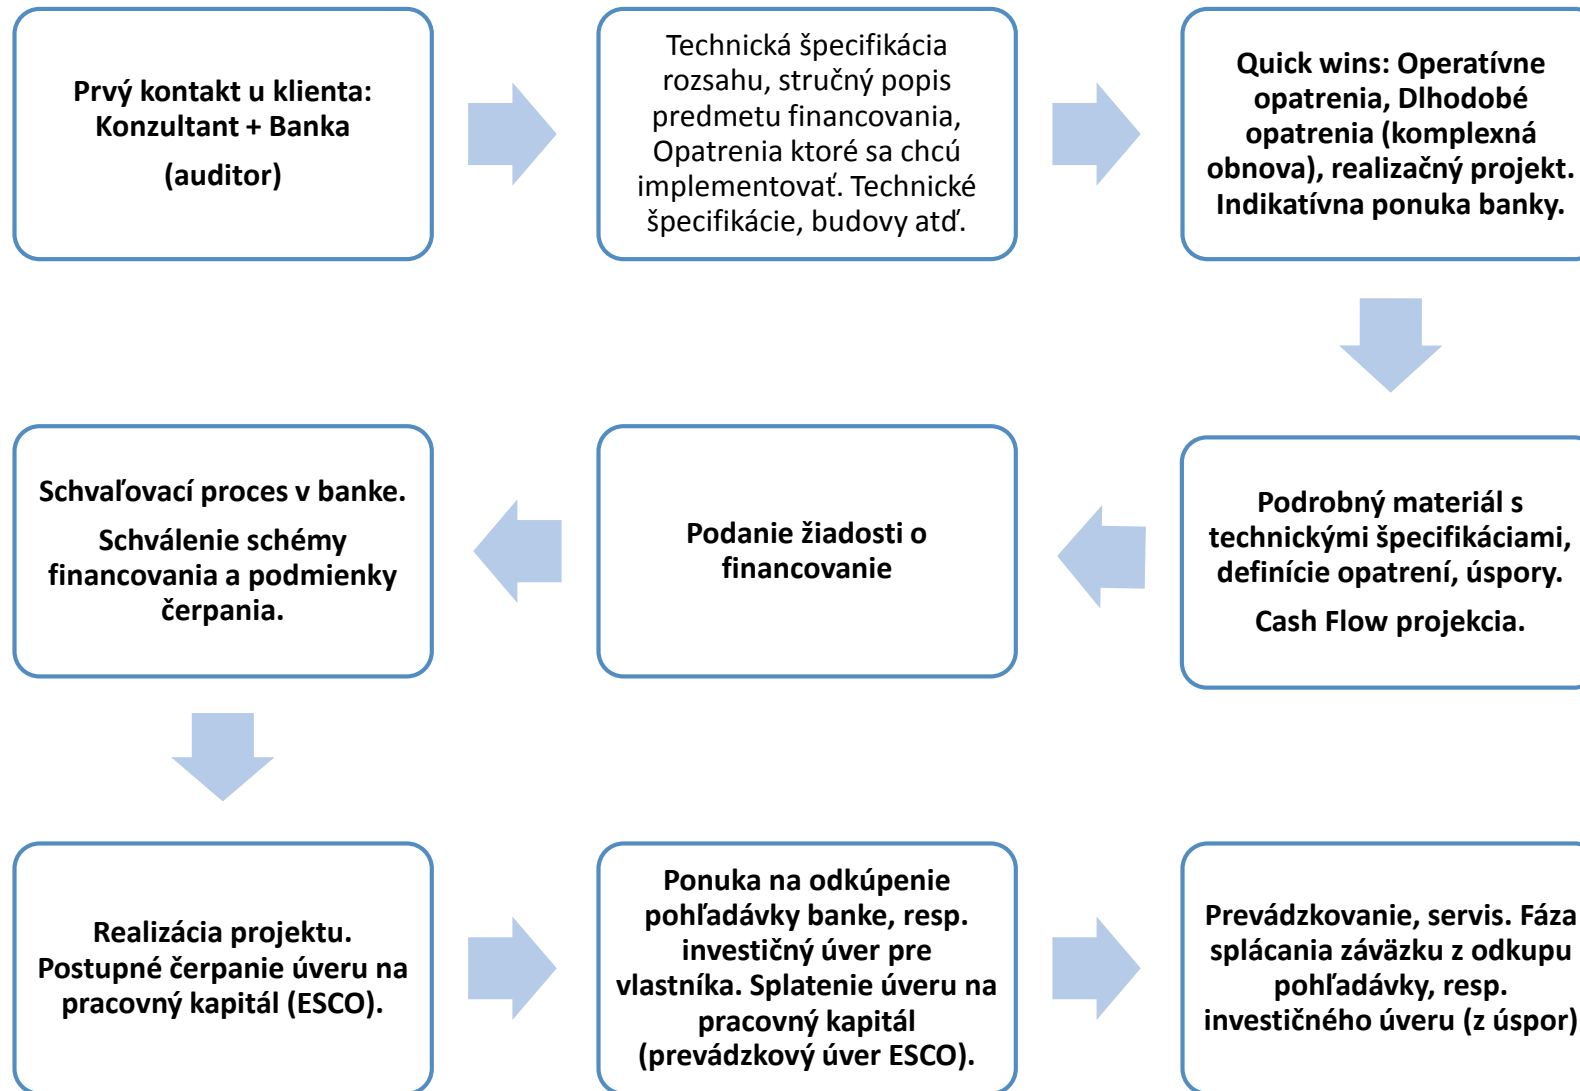 Prvý kontakt u klienta:
Konzultant + Banka
(auditor)
Technická špecifikácia
rozsahu, stručný popis
predmetu financovania,
Opatrenia ktoré sa chcú
implementovať. Technické
špecifikácie, budovy atď.
Quick wins: Operatívne
opatrenia, Dlhodobé
opatrenia (komplexná
obnova), realizačný projekt.
Indikatívna ponuka banky.
Podrobný materiál s
technickými špecifikáciami,
definície opatrení, úspory.
Cash Flow projekcia.
Podanie žiadosti o
financovanie
Schvaľovací proces v banke.
Schválenie schémy
financovania a podmienky
čerpania.
Realizácia projektu.
Postupné čerpanie úveru na
pracovný kapitál (ESCO).
Ponuka na odkúpenie
pohľadávky banke, resp.
investičný úver pre
vlastníka. Splatenie úveru na
pracovný kapitál
(prevádzkový úver ESCO).
Prevádzkovanie, servis. Fáza
splácania záväzku z odkupu
pohľadávky, resp.
investičného úveru (z úspor)